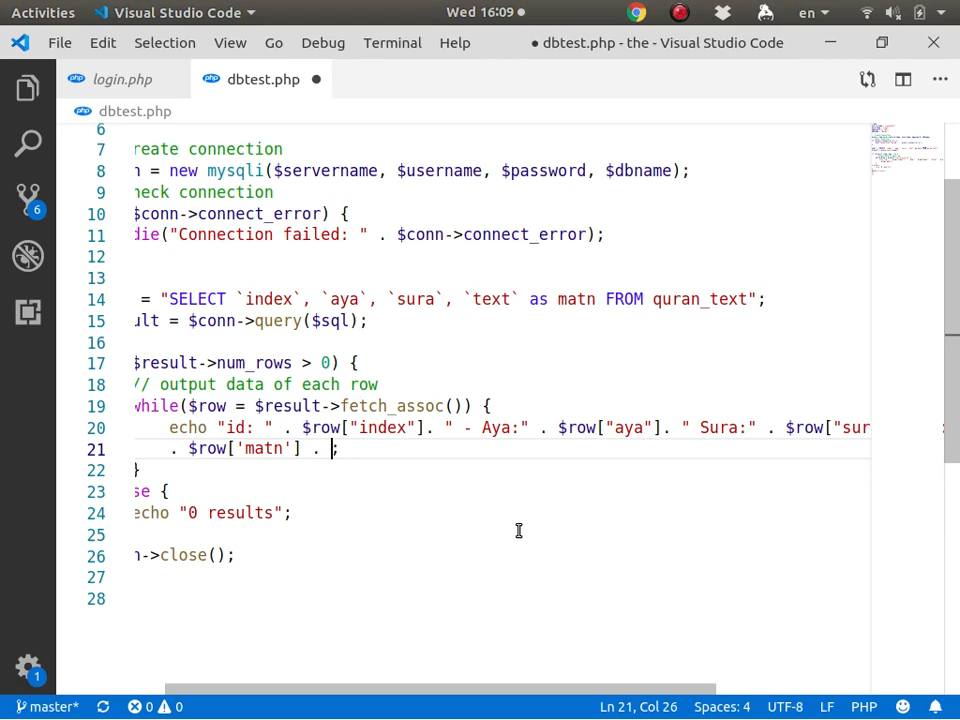 Activities Visual Studio Code Wed 16:09 en
File Edit Selection View Go Debug Terminal Help ● dbtest.php - the - Visual Studio Code
php login.php php dbtest.php
php dbtest.php
6
7 reate connection
8 n = new mysqli($servername, $username, $password, $dbname);
9 heck connection
10 $conn->connect_error) {
11 die("Connection failed: " . $conn->connect_error);
12
13
14 = "SELECT `index`, `aya`, `sura`, `text` as matn FROM quran_text";
15 ult = $conn->query($sql);
16
17 $result->num_rows > 0) {
18 // output data of each row
19 while($row = $result->fetch_assoc()) {
20 echo "id: " . $row["index"]. " - Aya:" . $row["aya"]. " Sura:" . $row["sur
21 . $row['matn'] . ;
22 }
23 se {
24 echo "0 results";
25
26 n->close();
27
28
6
1
master* 0 0 Ln 21, Col 26 Spaces: 4 UTF-8 LF PHP